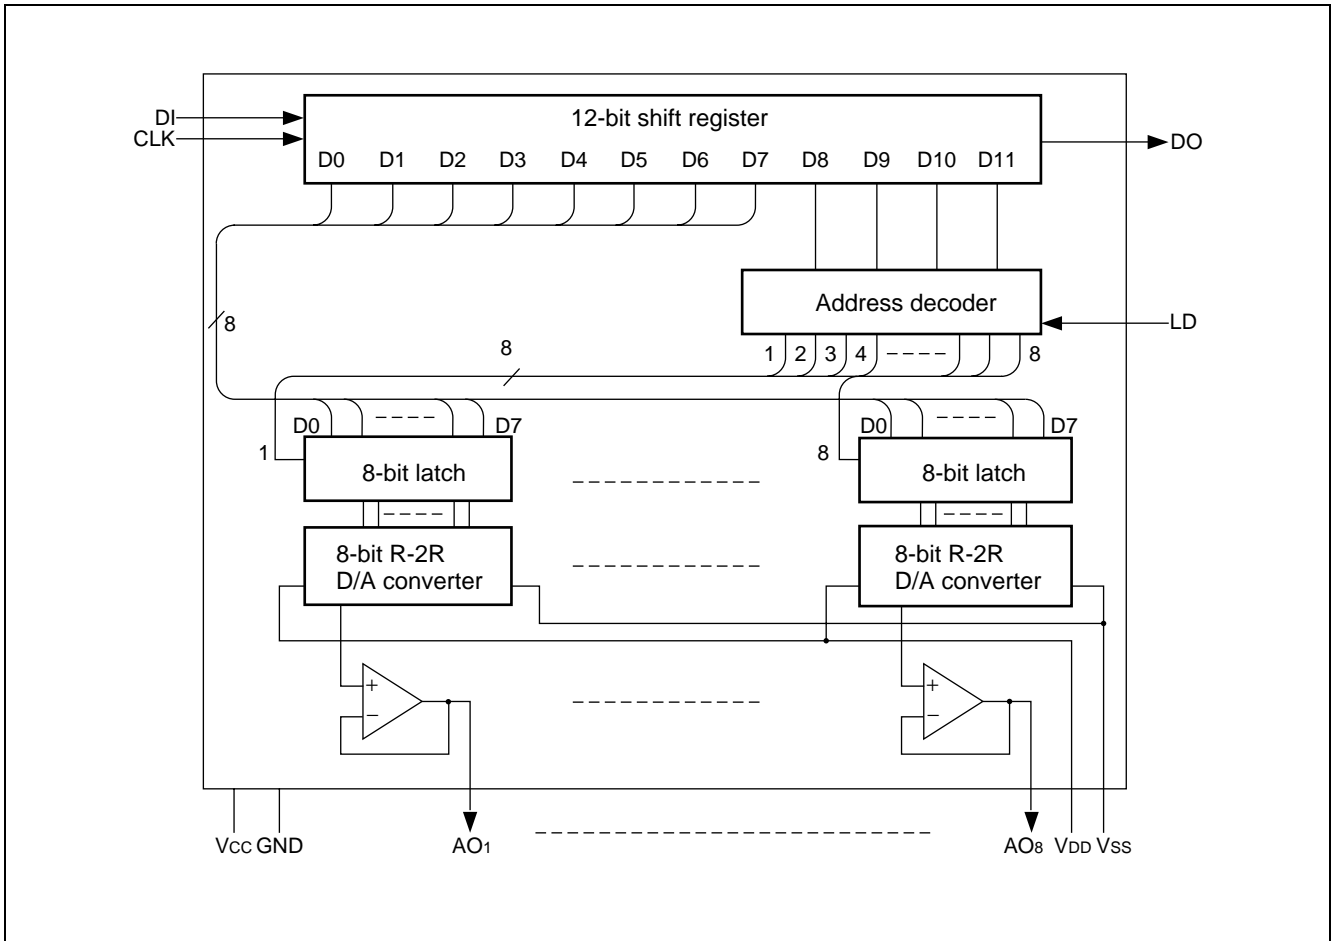 DI
CLK
12-bit shift register
DO
D0 D1 D2 D3 D4 D5 D6 D7 D8 D9 D10 D11
Address decoder
LD
8
8
1 2 3 4 8
D0 D7
D0 D7
1
8-bit latch
8
8-bit latch
8-bit R-2R
D/A converter
8-bit R-2R
D/A converter
+
−
+
−
VCC GND AO1 AO8 VDD VSS